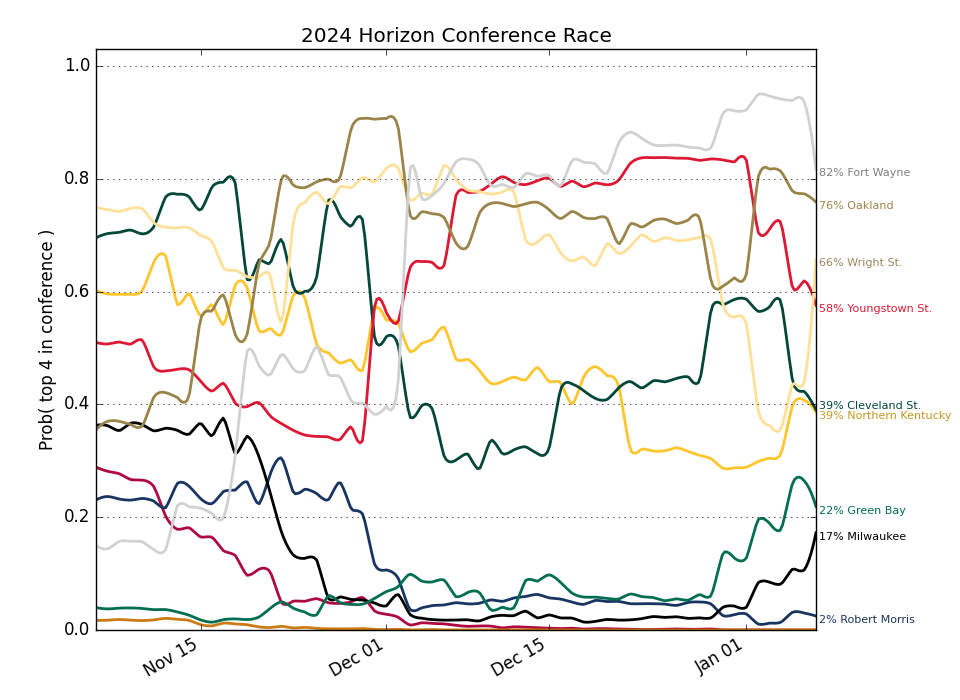 2024 Horizon Conference Race
Prob( top 4 in conference )
1.0
0.8
0.6
0.4
0.2
0.0
Nov 15
Dec 01
Dec 15
Jan 01
82% Fort Wayne
76% Oakland
66% Wright St.
58% Youngstown St.
39% Cleveland St.
39% Northern Kentucky
22% Green Bay
17% Milwaukee
2% Robert Morris